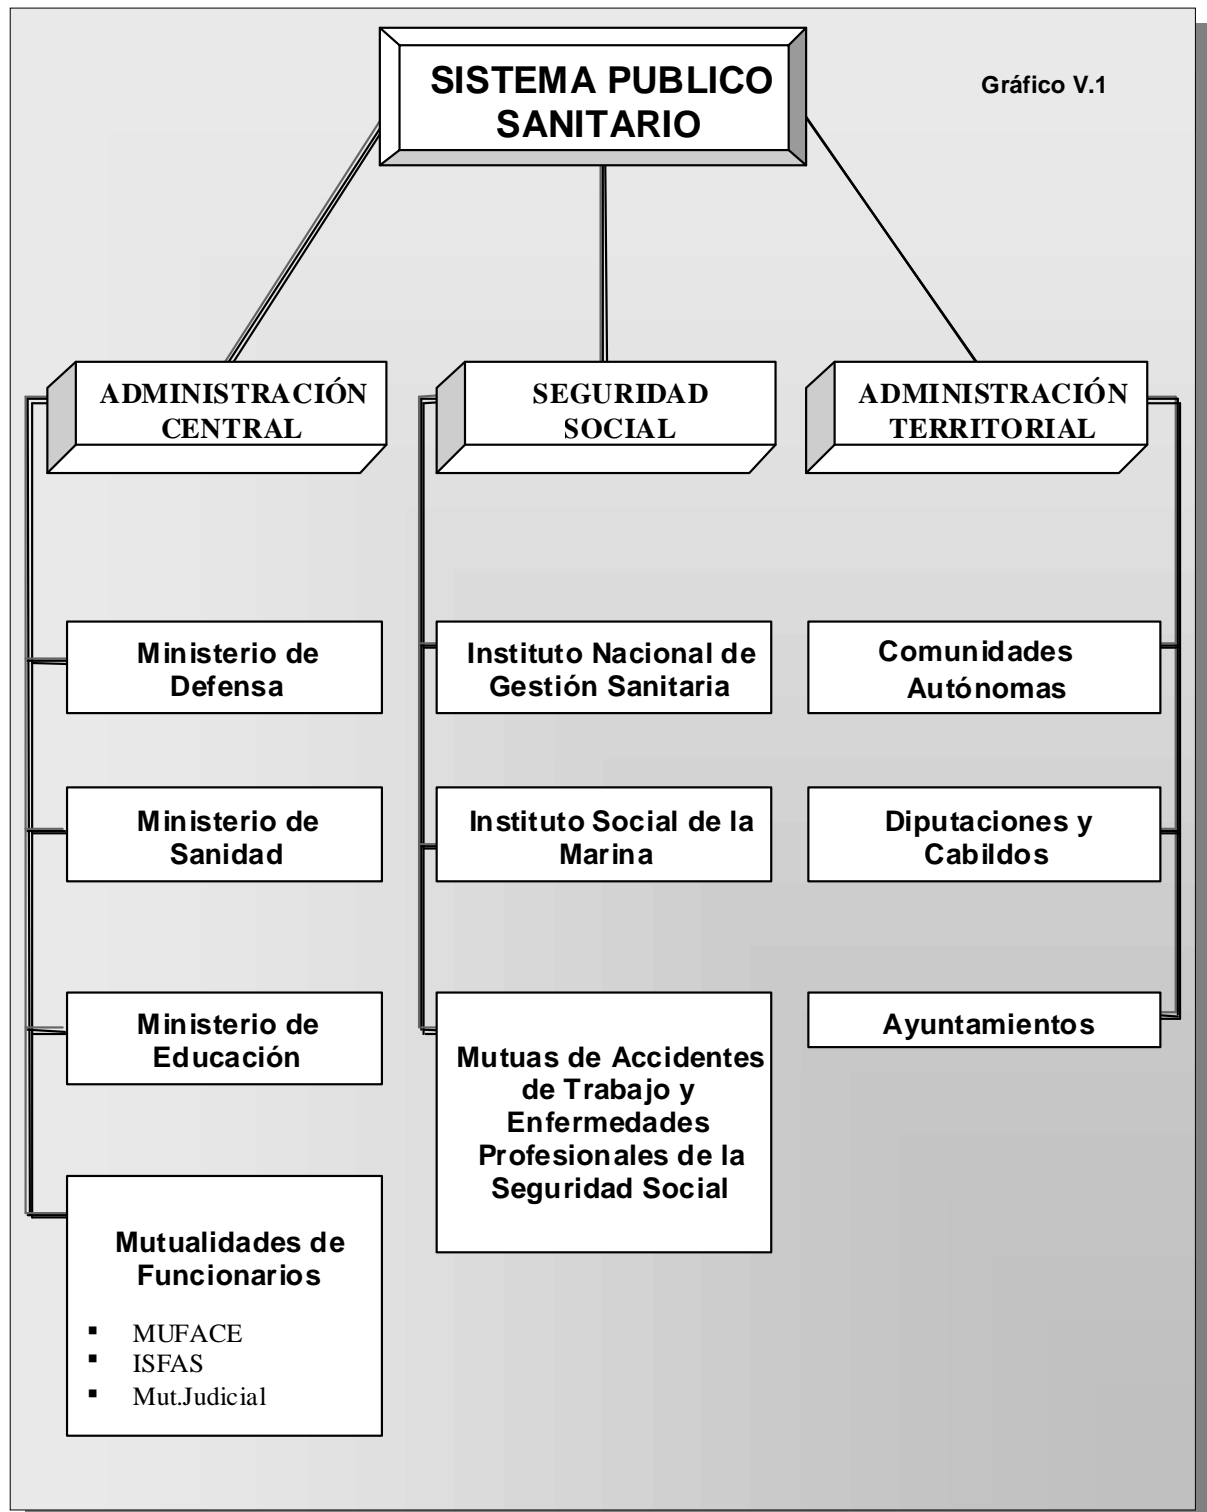 SISTEMA PUBLICO
SANITARIO
Gráfico V.1
ADMINISTRACIÓN
CENTRAL
SEGURIDAD
SOCIAL
ADMINISTRACIÓN
TERRITORIAL
Ministerio de
Defensa
Instituto Nacional de
Gestión Sanitaria
Comunidades
Autónomas
Ministerio de
Sanidad
Instituto Social de la
Marina
Diputaciones y
Cabildos
Ministerio de
Educación
Mutuas de Accidentes
de Trabajo y
Enfermedades
Profesionales de la
Seguridad Social
Ayuntamientos
Mutualidades de
Funcionarios
▪ MUFACE
▪ ISFAS
▪ Mut.Judicial